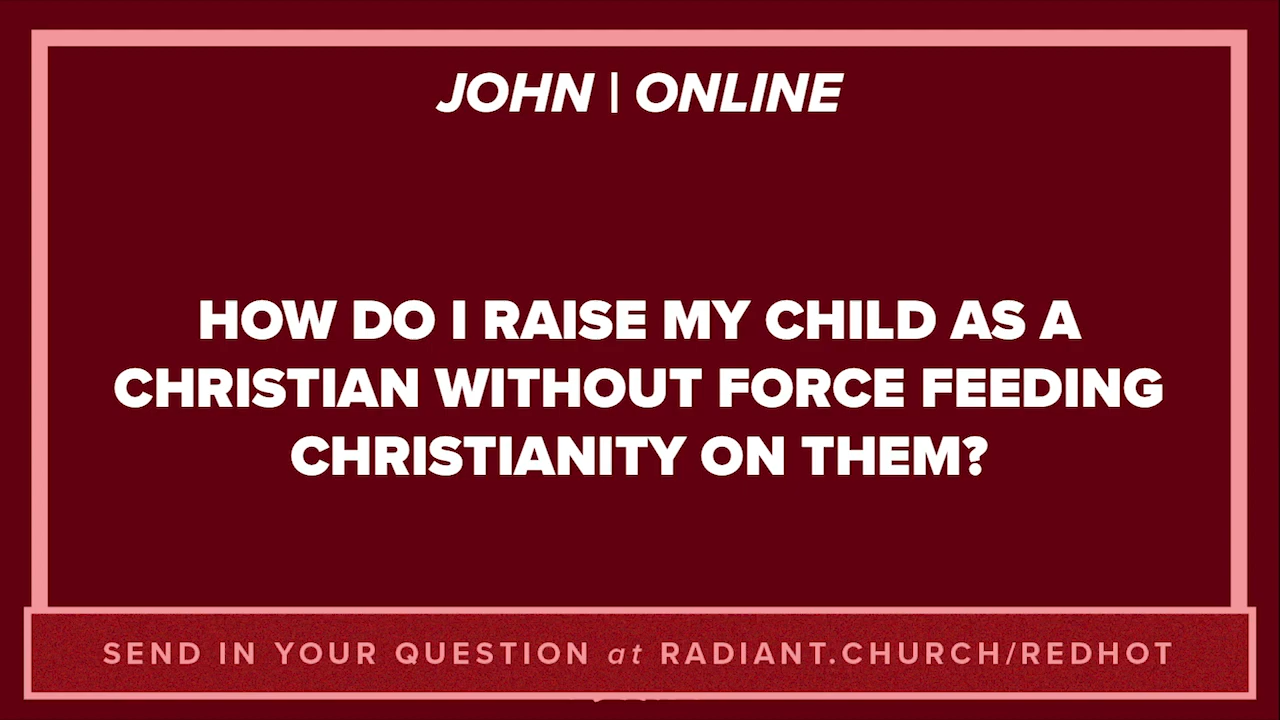 JOHN | ONLINE
HOW DO I RAISE MY CHILD AS A
CHRISTIAN WITHOUT FORCE FEEDING
CHRISTIANITY ON THEM?
SEND IN YOUR QUESTION at RADIANT.CHURCH/REDHOT